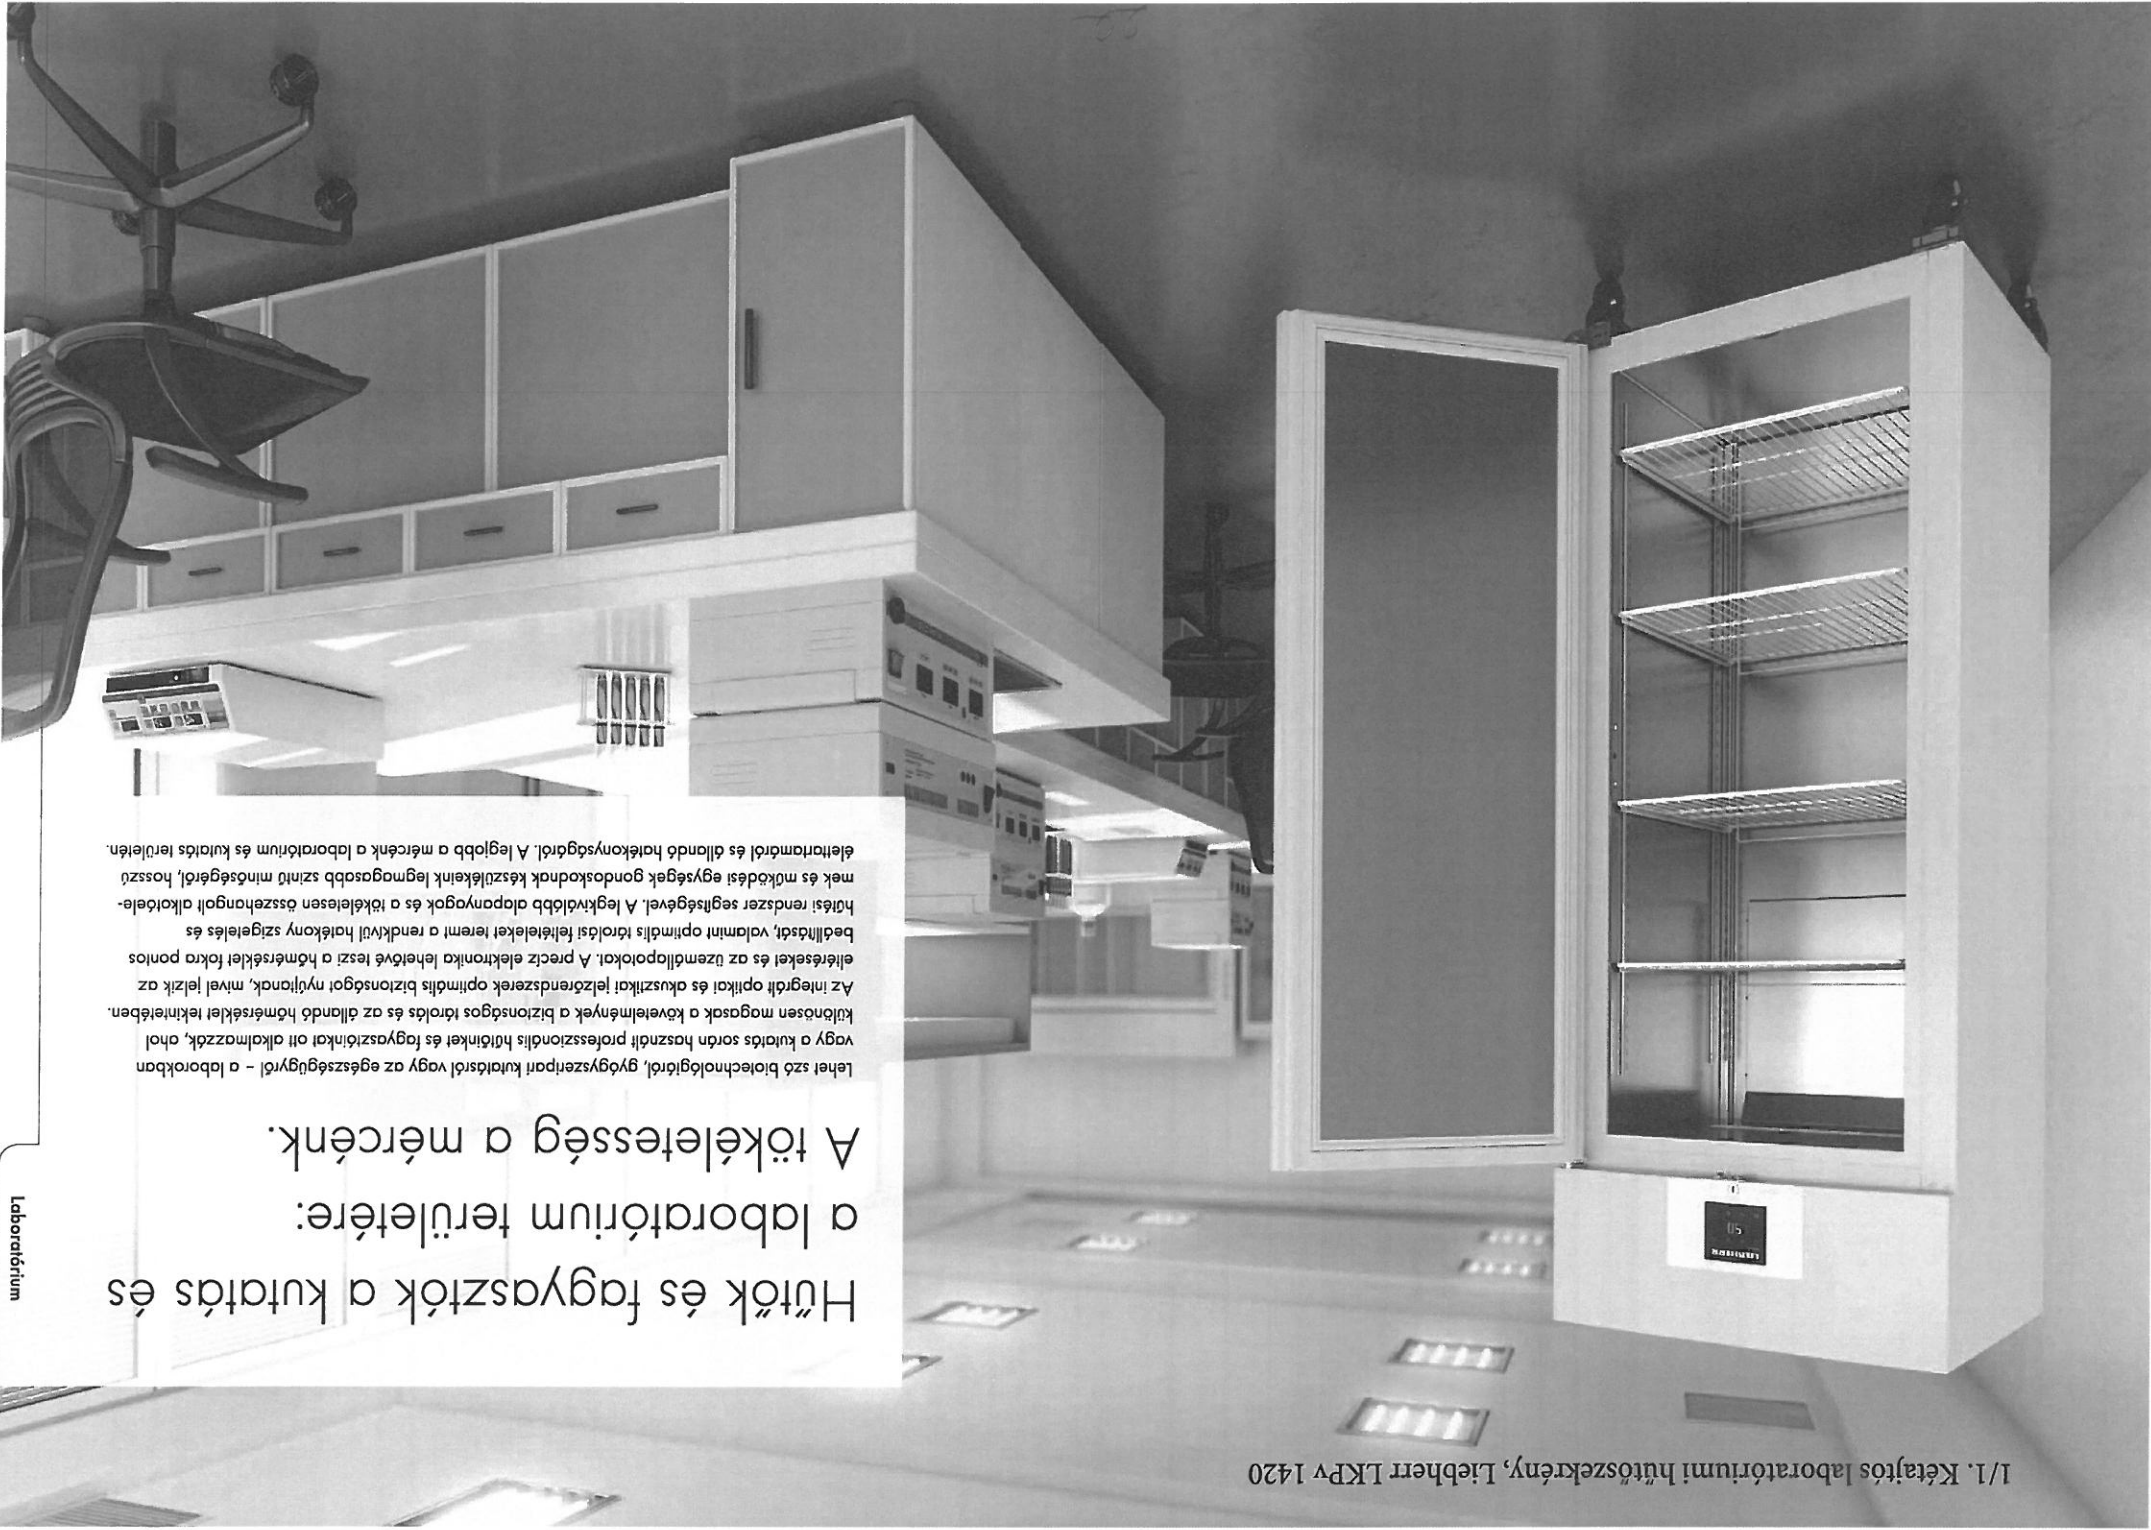 1/1. Kétajtós laboratóriumi hűtőszekrény, Liebherr LKPv 1420
Hűtők és fagyasztók a kutatás és
a laboratórium területére:
A tökéletesség a mércénk.
Lehet szó biotechnológiáról, gyógyszeripari kutatásról vagy az egészségügyről – a laborokban
vagy a kutatás során használt professzionális hűtőinket és fagyasztóinkat ott alkalmazzák, ahol
különösen magasak a követelmények a biztonságos tárolás és az állandó hőmérséklet tekintetében.
Az integrált optikai és akusztikai jelzőrendszerek optimális biztonságot nyújtanak, mivel jelzik az
eltéréseket és az üzemállapotokat. A precíz elektronika lehetővé teszi a hőmérséklet fokra pontos
beállítását, valamint optimális tárolási feltételeket teremt a rendkívül hatékony szigetelés és
hűtési rendszer segítségével. A legkiválóbb alapanyagok és a tökéletesen összehangolt alkotóele-
mek és működési egységek gondoskodnak készülékeink legmagasabb szintű minőségéről, hosszú
élettartamáról és állandó hatékonyságáról. A legjobb a mércénk a laboratórium és kutatás területén.
Laboratórium
LIEBHERR